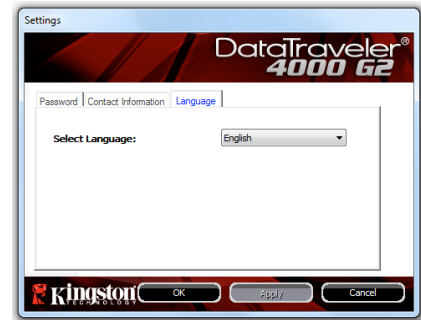 Settings
DataTraveler®
4000 G2
Password Contact Information Language
Select Language: English
Kingston
TECHNOLOGY
OK Apply Cancel